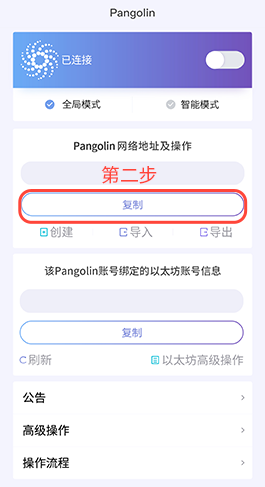 Pangolin
已连接
全局模式 智能模式
Pangolin 网络地址及操作
第二步
复制
创建 导入 导出
该Pangolin账号绑定的以太坊账号信息
复制
刷新 以太坊高级操作
公告
高级操作
操作流程